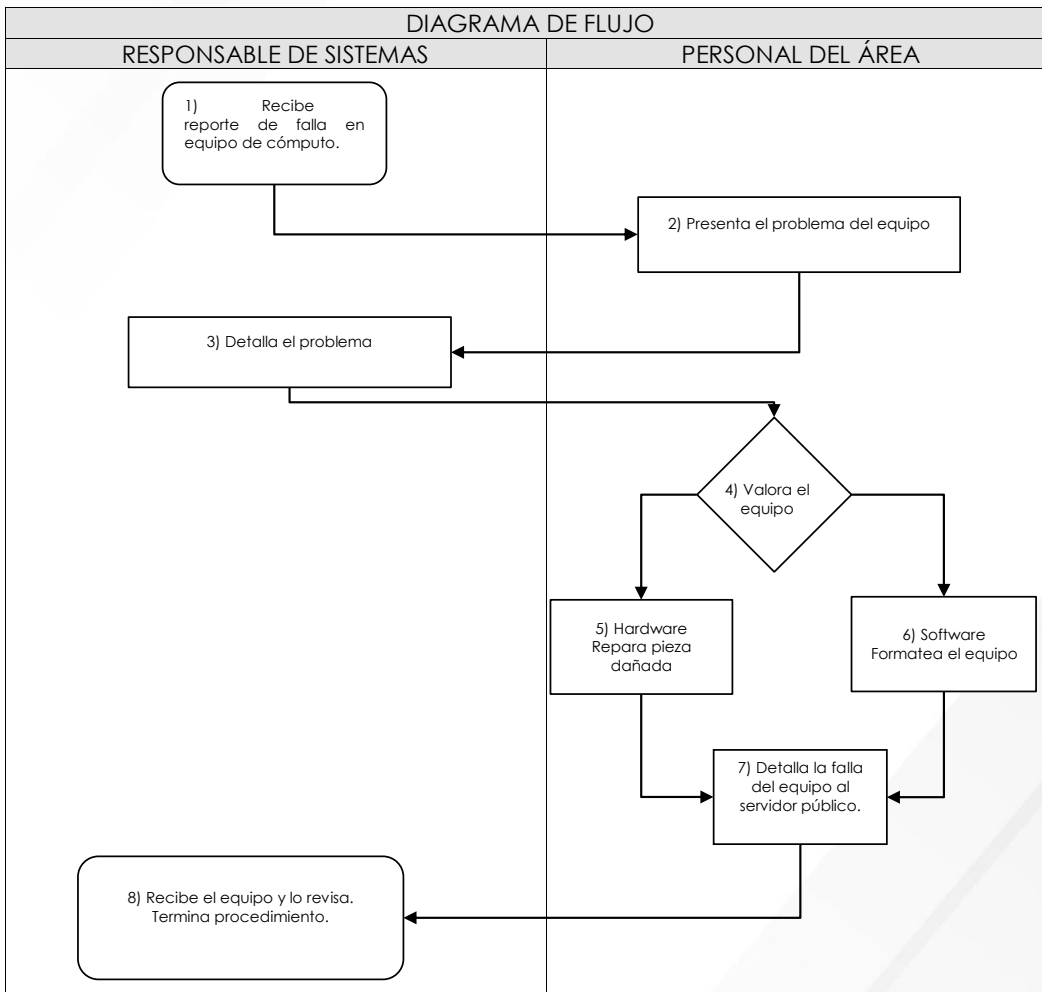 DIAGRAMA DE FLUJO
RESPONSABLE DE SISTEMAS
PERSONAL DEL ÁREA
1) Recibe
reporte de falla en
equipo de cómputo.
2) Presenta el problema del equipo
3) Detalla el problema
4) Valora el
equipo
5) Hardware
Repara pieza
dañada
6) Software
Formatea el equipo
7) Detalla la falla
del equipo al
servidor público.
8) Recibe el equipo y lo revisa.
Termina procedimiento.